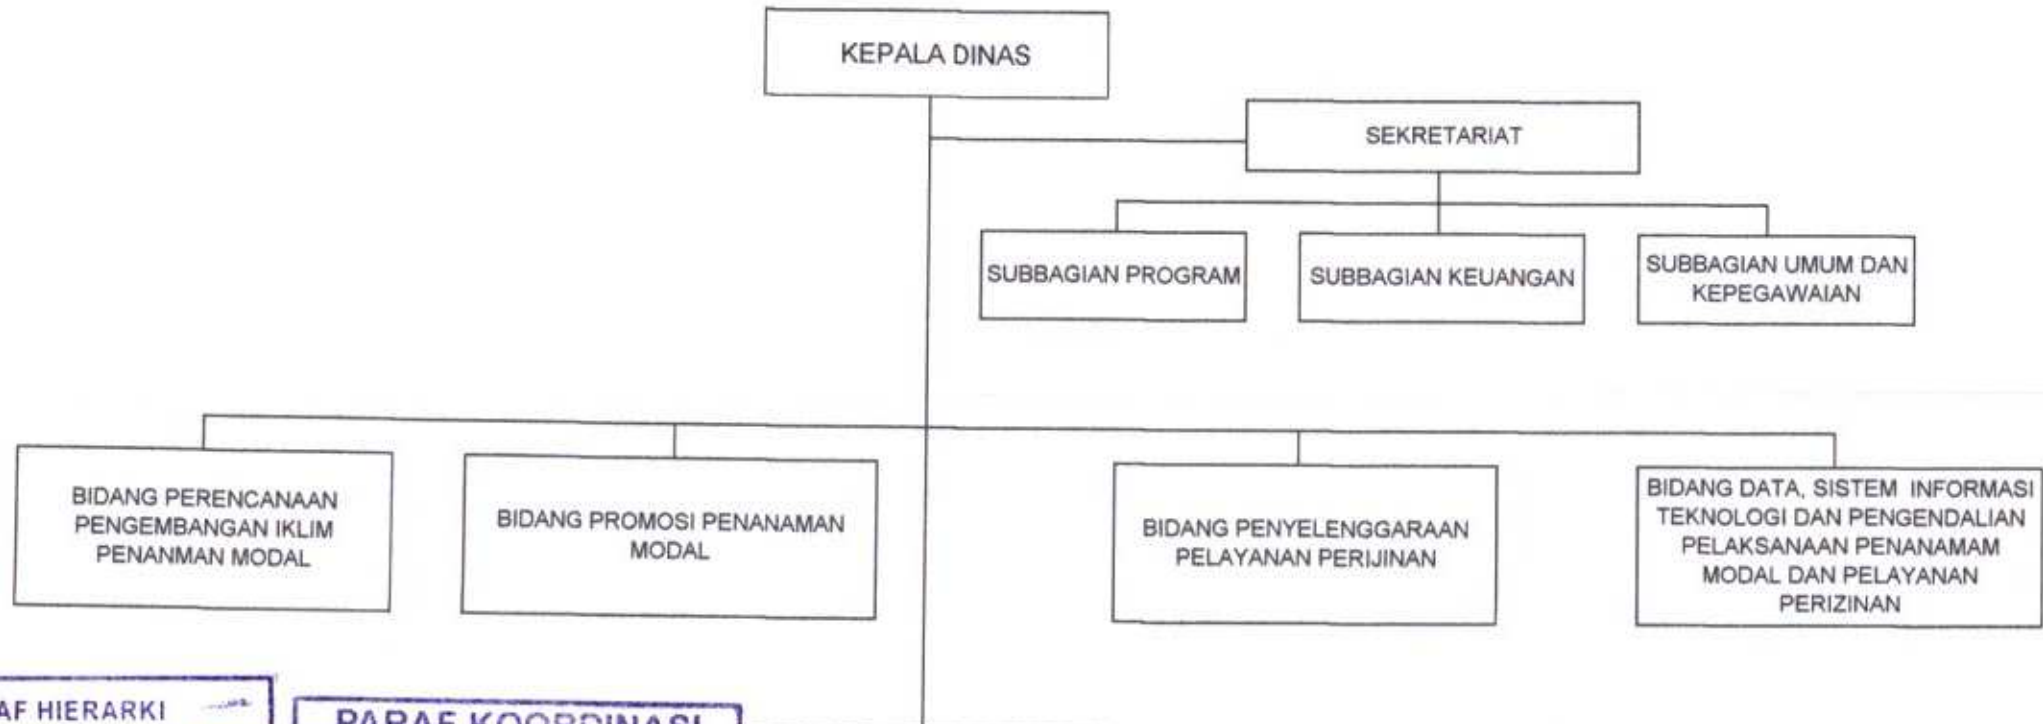 KEPALA DINAS
SEKRETARIAT
SUBBAGIAN PROGRAM
SUBBAGIAN KEUANGAN
SUBBAGIAN UMUM DAN
KEPEGAWAIAN
BIDANG PERENCANAAN
PENGEMBANGAN IKLIM
PENANMAN MODAL
BIDANG PROMOSI PENANAMAN
MODAL
BIDANG PENYELENGGARAAN
PELAYANAN PERIJINAN
BIDANG DATA, SISTEM INFORMASI
TEKNOLOGI DAN PENGENDALIAN
PELAKSANAAN PENANAMAM
MODAL DAN PELAYANAN
PERIZINAN
AF HIERARKI
PARAF KOORDINASI